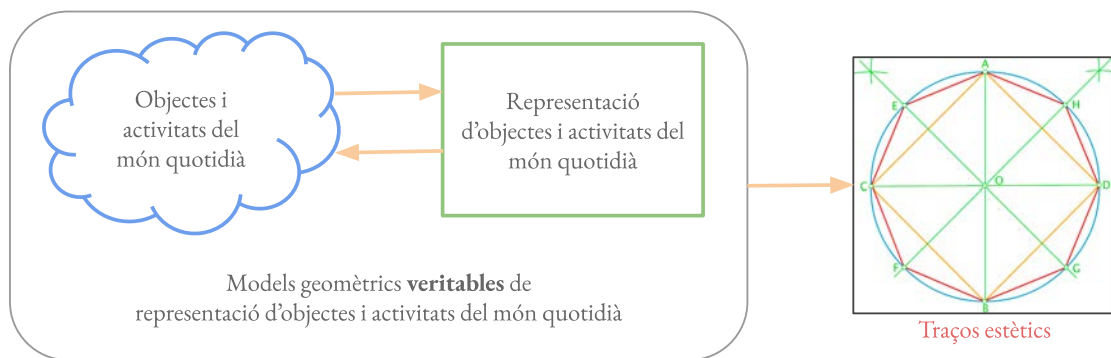 Objectes i
activitats del
món quotidià
Representació
d'objectes i activitats del
món quotidià
Models geomètrics veritables de
representació d'objectes i activitats del món quotidià
A
E
H
C
O
D
F
G
B
Traços estètics